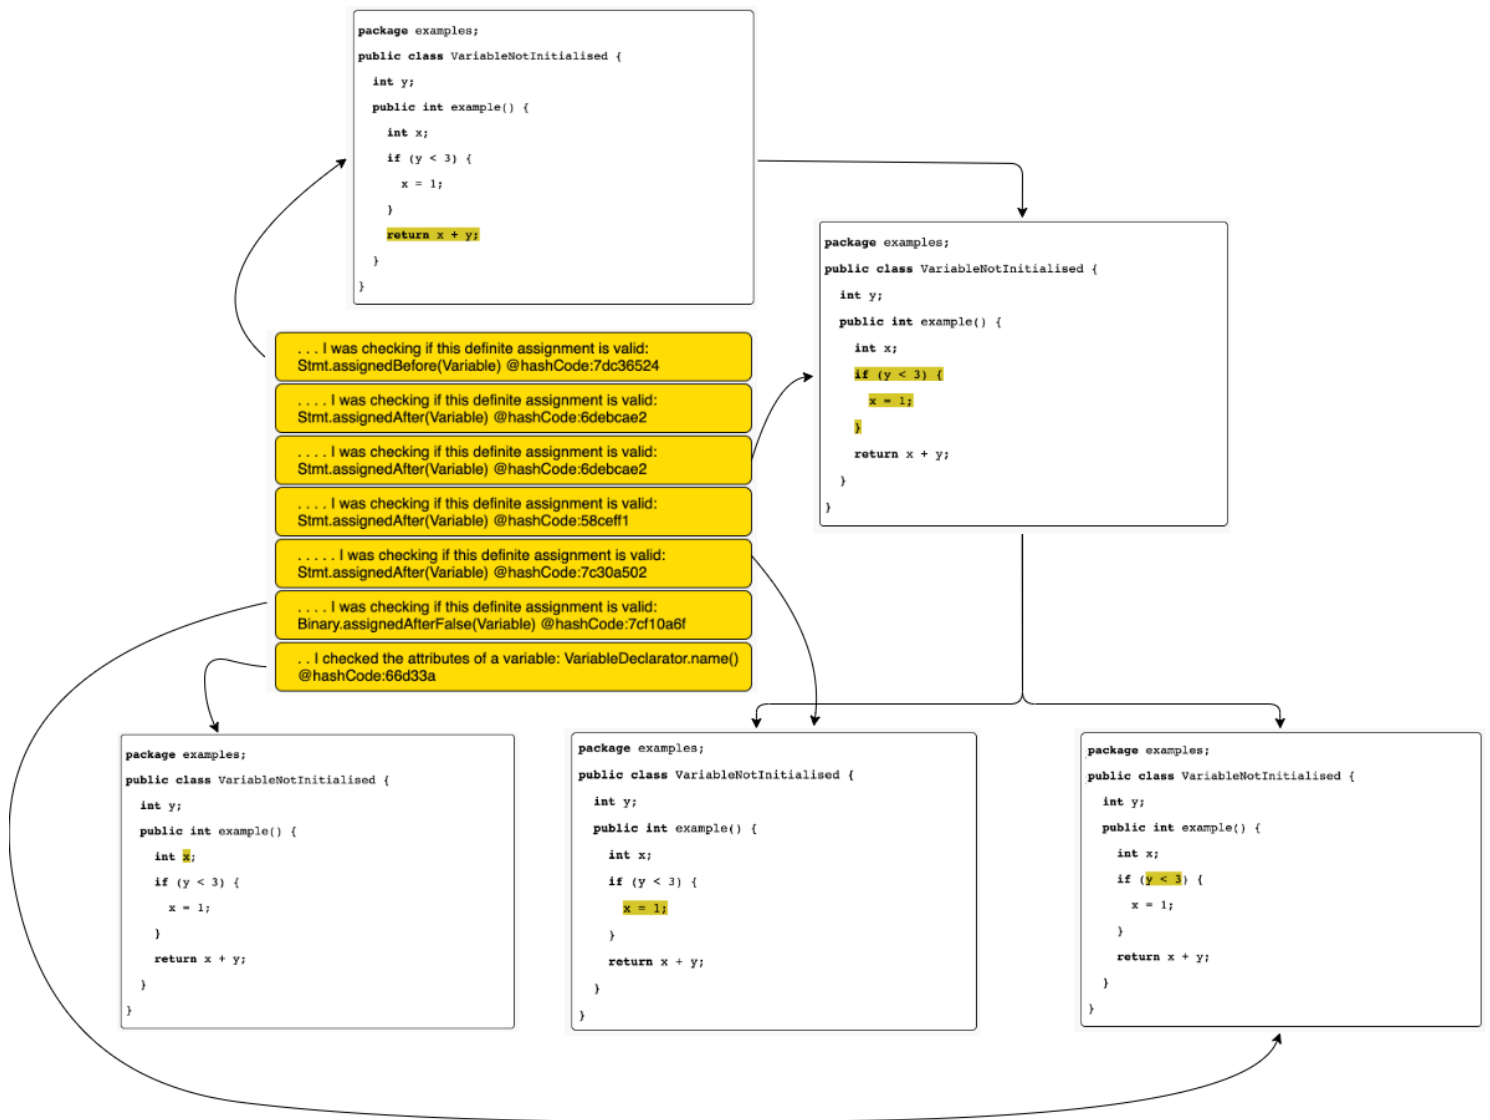 package examples;
public class VariableNotInitialised {
int y;
public int example() {
int x;
if (y < 3) {
x = 1;
}
return x + y;
}
}
package examples;
public class VariableNotInitialised {
int y;
public int example() {
int x;
if (y < 3) {
x = 1;
}
return x + y;
}
}
. . . I was checking if this definite assignment is valid:
Stmt.assignedBefore(Variable) @hashCode:7dc36524
. . . . I was checking if this definite assignment is valid:
Stmt.assignedAfter(Variable) @hashCode:6debcae2
. . . . I was checking if this definite assignment is valid:
Stmt.assignedAfter(Variable) @hashCode:6debcae2
. . . . I was checking if this definite assignment is valid:
Stmt.assignedAfter(Variable) @hashCode:58ceff1
. . . . . I was checking if this definite assignment is valid:
Stmt.assignedAfter(Variable) @hashCode:7c30a502
. . . . I was checking if this definite assignment is valid:
Binary.assignedAfterFalse(Variable) @hashCode:7cf10a6f
. . I checked the attributes of a variable: VariableDeclarator.name()
@hashCode:66d33a
package examples;
public class VariableNotInitialised {
int y;
public int example() {
int x;
if (y < 3) {
x = 1;
}
return x + y;
}
}
package examples;
public class VariableNotInitialised {
int y;
public int example() {
int x;
if (y < 3) {
x = 1;
}
return x + y;
}
}
package examples;
public class VariableNotInitialised {
int y;
public int example() {
int x;
if (y < 3) {
x = 1;
}
return x + y;
}
}